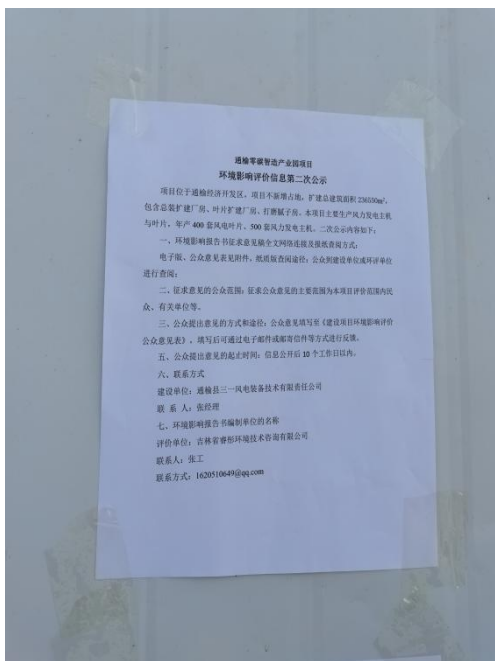 通榆零碳智造产业园项目
环境影响评价信息第二次公示
项目位于通榆经济开发区、项目不新增占地，扩建总建筑面积236550m²，
包含总装扩建厂房、叶片扩建厂房、打磨腻子房。本项目主要生产风力发电主机
与叶片，年产400套风电叶片、500套风力发电主机。二次公示内容如下：
一、环境影响报告书征求意见稿全文网络连接及报纸查阅方式：
电子版、公众意见表见附件，纸质版查阅途径：公众到建设单位或环评单位
进行查阅；
二、征求意见的公众范围：征求公众意见的主要范围为本项目评价范围内民
众、有关单位等。
三、公众提出意见的方式和途径：公众意见填写至《建设项目环境影响评价
公众意见表》、填写后可通过电子邮件或邮寄信件等方式进行反馈。
五、公众提出意见的起止时间：信息公开后10个工作日以内。
六、联系方式
建设单位：通榆县三一风电装备技术有限责任公司
联 系 人：张经理
七、环境影响报告书编制单位的名称
评价单位：吉林省睿彤环境技术咨询有限公司
联系人：张工
联系方式：1620510649@qq.com